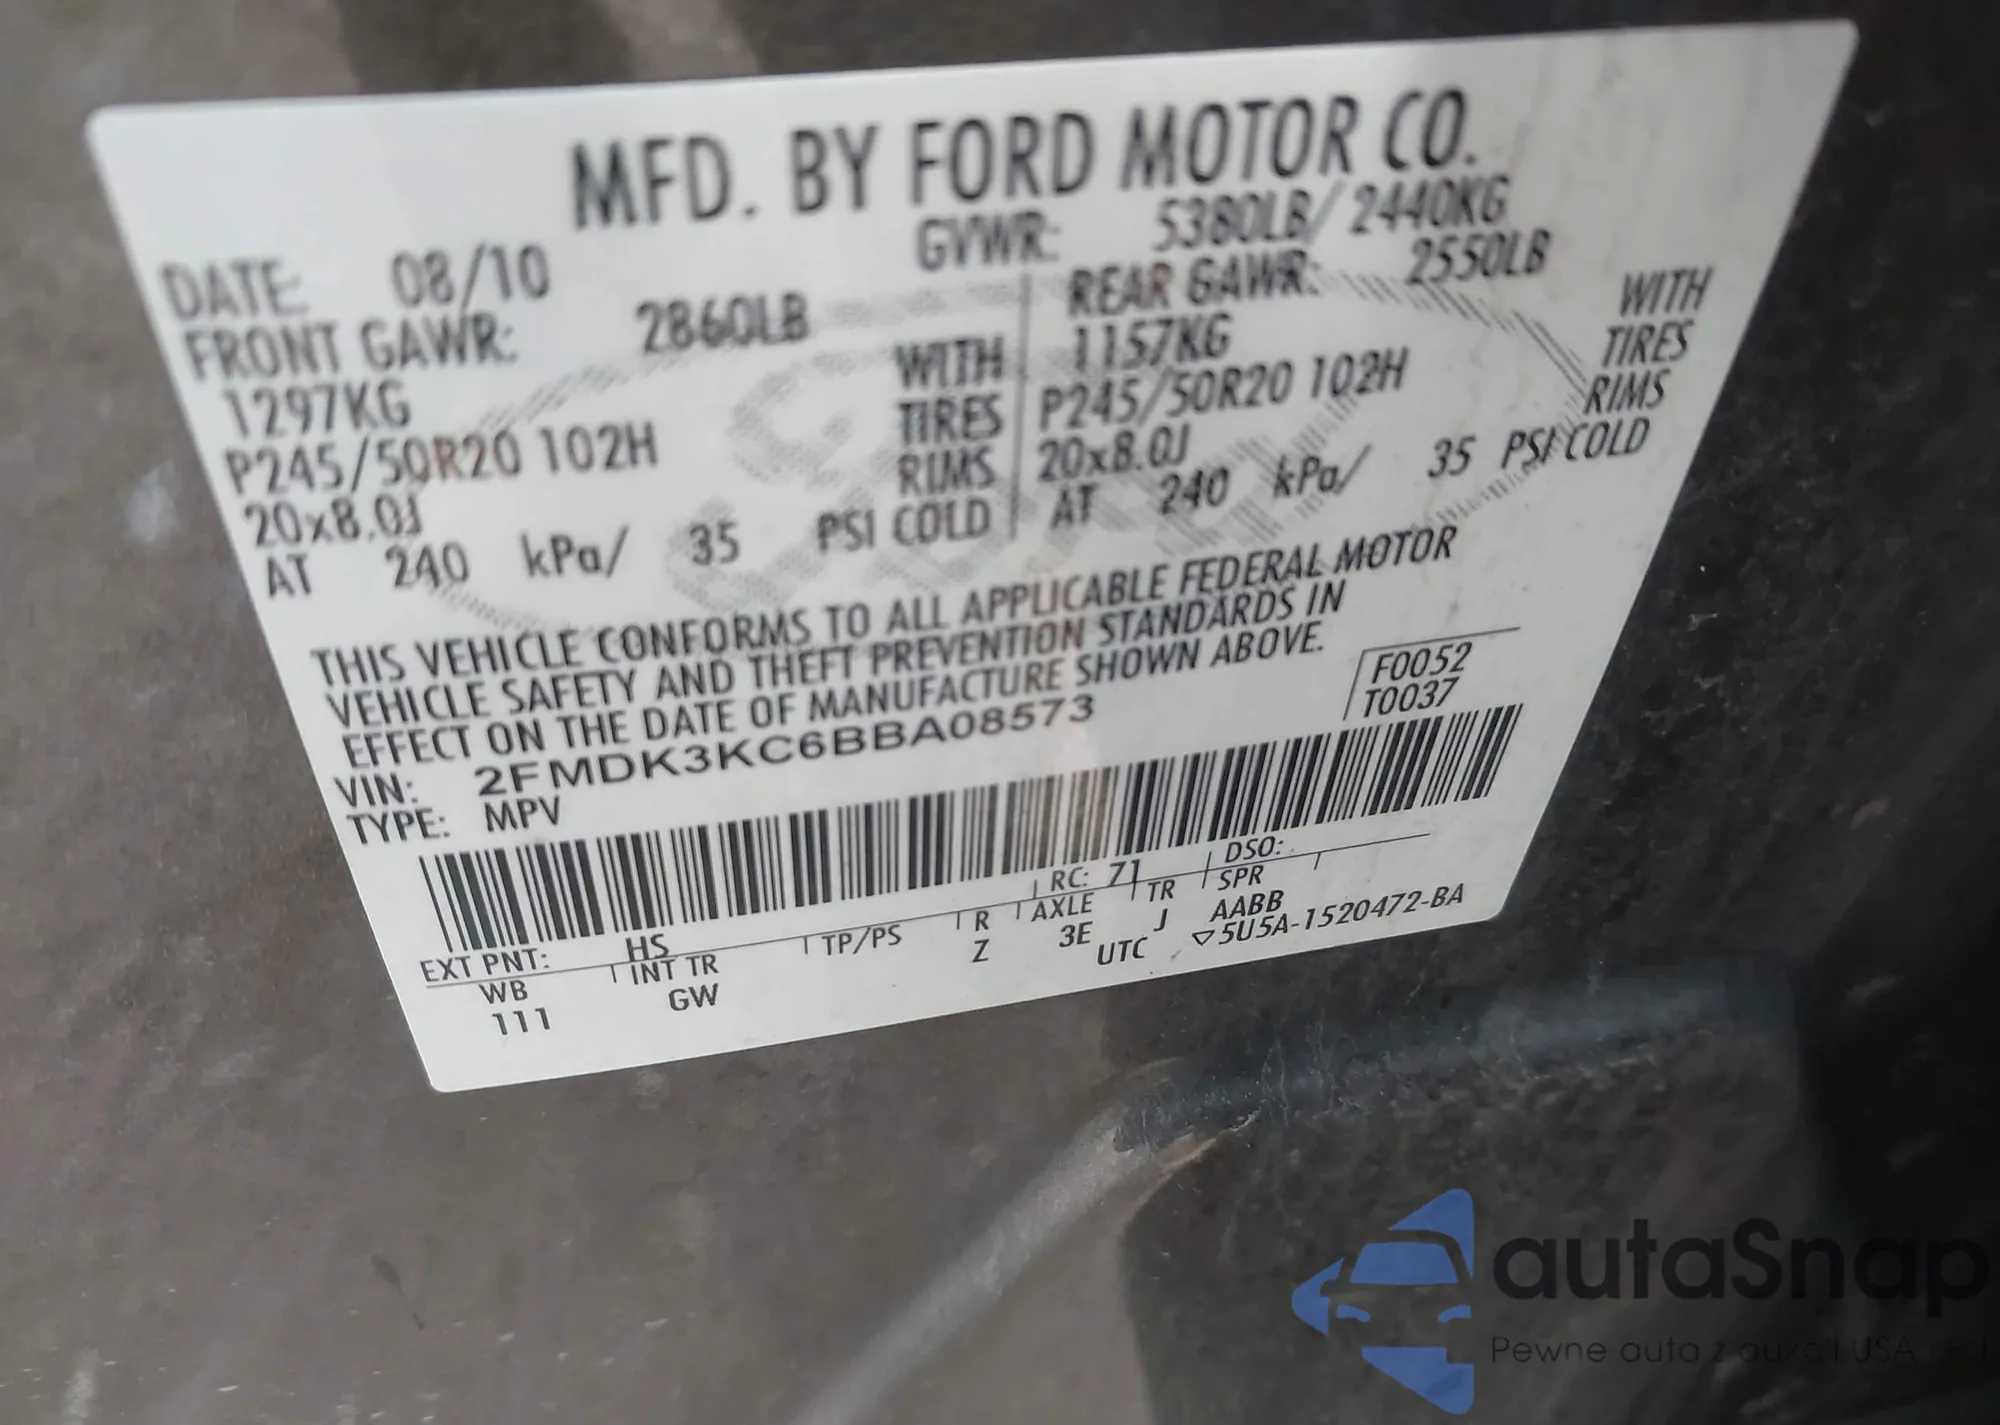 MFD. BY FORD MOTOR CO.
DATE: 08/10 GVWR: 5380LB/ 2440KG
FRONT GAWR: 2860LB
1297KG WITH
P245/50R20 102H TIRES
20x8.0J RIMS
AT 240 kPa/ 35 PSI COLD
REAR GAWR: 2550LB
1157KG WITH
P245/50R20 102H TIRES
20x8.0J RIMS
AT 240 kPa/ 35 PSI COLD
THIS VEHICLE CONFORMS TO ALL APPLICABLE FEDERAL MOTOR
VEHICLE SAFETY AND THEFT PREVENTION STANDARDS IN
EFFECT ON THE DATE OF MANUFACTURE SHOWN ABOVE.
F0052
T0037
VIN: 2FMDK3KC6BBA08573
TYPE: MPV
EXT PNT: HS RC: 71 DSO:
WB INT TR TP/PS R AXLE TR SPR
111 GW Z 3E J AABB
UTC ▽5U5A-1520472-BA
autaSnap
Pewne auta z aukcji USA i EU